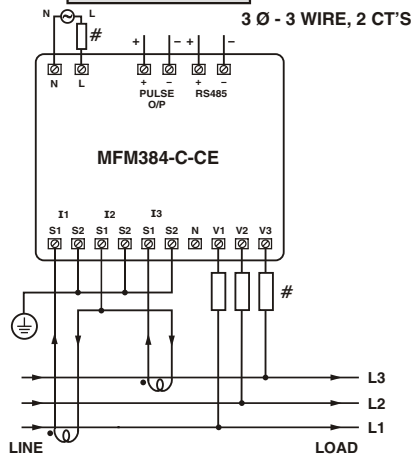 3 Ø - 3 WIRE, 2 CT'S
N L
#
+ − + −
N L + − + −
PULSE O/P RS485
MFM384-C-CE
I1 I2 I3
S1 S2 S1 S2 S1 S2 N V1 V2 V3
#
L3
L2
L1
LINE LOAD